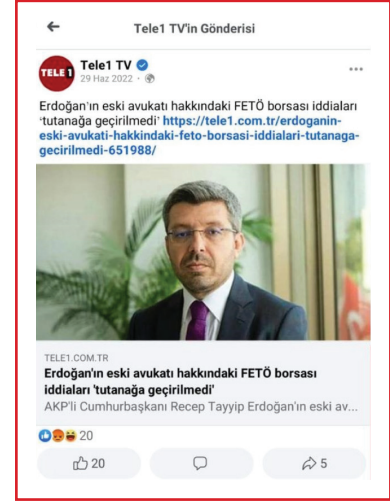 Tele1 TV'in Gönderisi
TELE1
Tele1 TV
29 Haz 2022 ·
Erdoğan'ın eski avukatı hakkındaki FETÖ borsası iddiaları
'tutanağa geçirilmedi' https://tele1.com.tr/erdoganin-
eski-avukati-hakkindaki-feto-borsasi-iddialari-tutanaga-
gecirilmedi-651988/
TELE1.COM.TR
Erdoğan'ın eski avukatı hakkındaki FETÖ borsası
iddiaları 'tutanağa geçirilmedi'
AKP'li Cumhurbaşkanı Recep Tayyip Erdoğan'ın eski av...
20
20
5